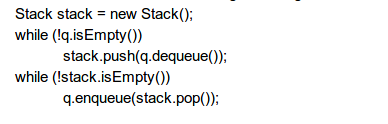 Stack stack = new Stack();
while (!q.isEmpty())
stack.push(q.dequeue());
while (!stack.isEmpty())
q.enqueue(stack.pop());